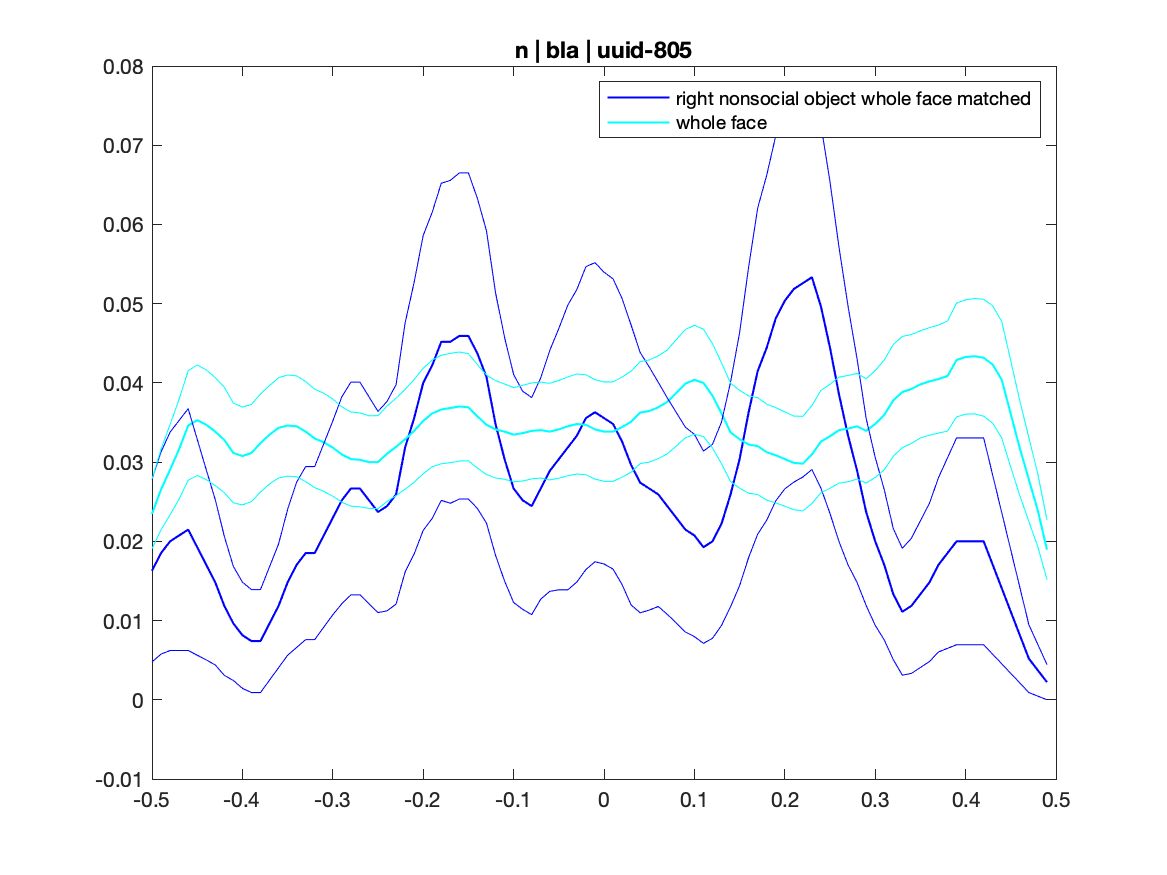 n | bla | uuid-805
right nonsocial object whole face matched
whole face
0.08
0.07
0.06
0.05
0.04
0.03
0.02
0.01
0
-0.01
-0.5 -0.4 -0.3 -0.2 -0.1 0 0.1 0.2 0.3 0.4 0.5